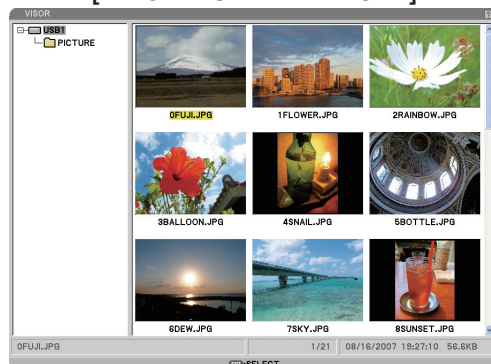 VISOR
USB1
PICTURE
0FUJI.JPG
1FLOWER.JPG
2RAINBOW.JPG
3BALLOON.JPG
4SNAIL.JPG
5BOTTLE.JPG
6DEW.JPG
7SKY.JPG
8SUNSET.JPG
0FUJI.JPG
1/21
08/16/2007 19:27:10 56.6KB
:SELECT